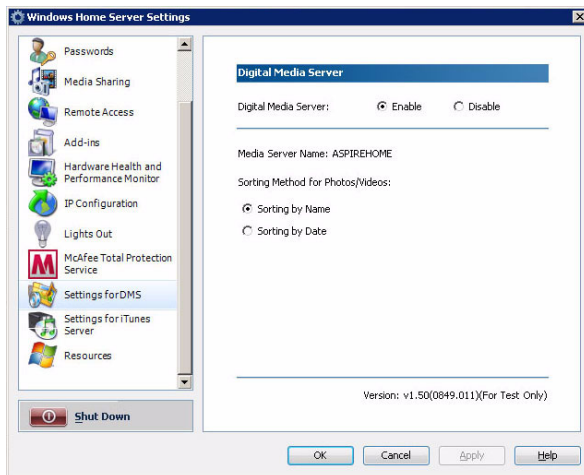 Windows Home Server Settings
Passwords
Media Sharing
Remote Access
Add-ins
Hardware Health and
Performance Monitor
IP Configuration
Lights Out
McAfee Total Protection
Service
Settings for DMS
Settings for iTunes
Server
Resources
Shut Down
Digital Media Server
Digital Media Server: Enable Disable
Media Server Name: ASPIREHOME
Sorting Method for Photos/Videos:
Sorting by Name
Sorting by Date
Version: v1.50(0849.011)(For Test Only)
OK Cancel Apply Help